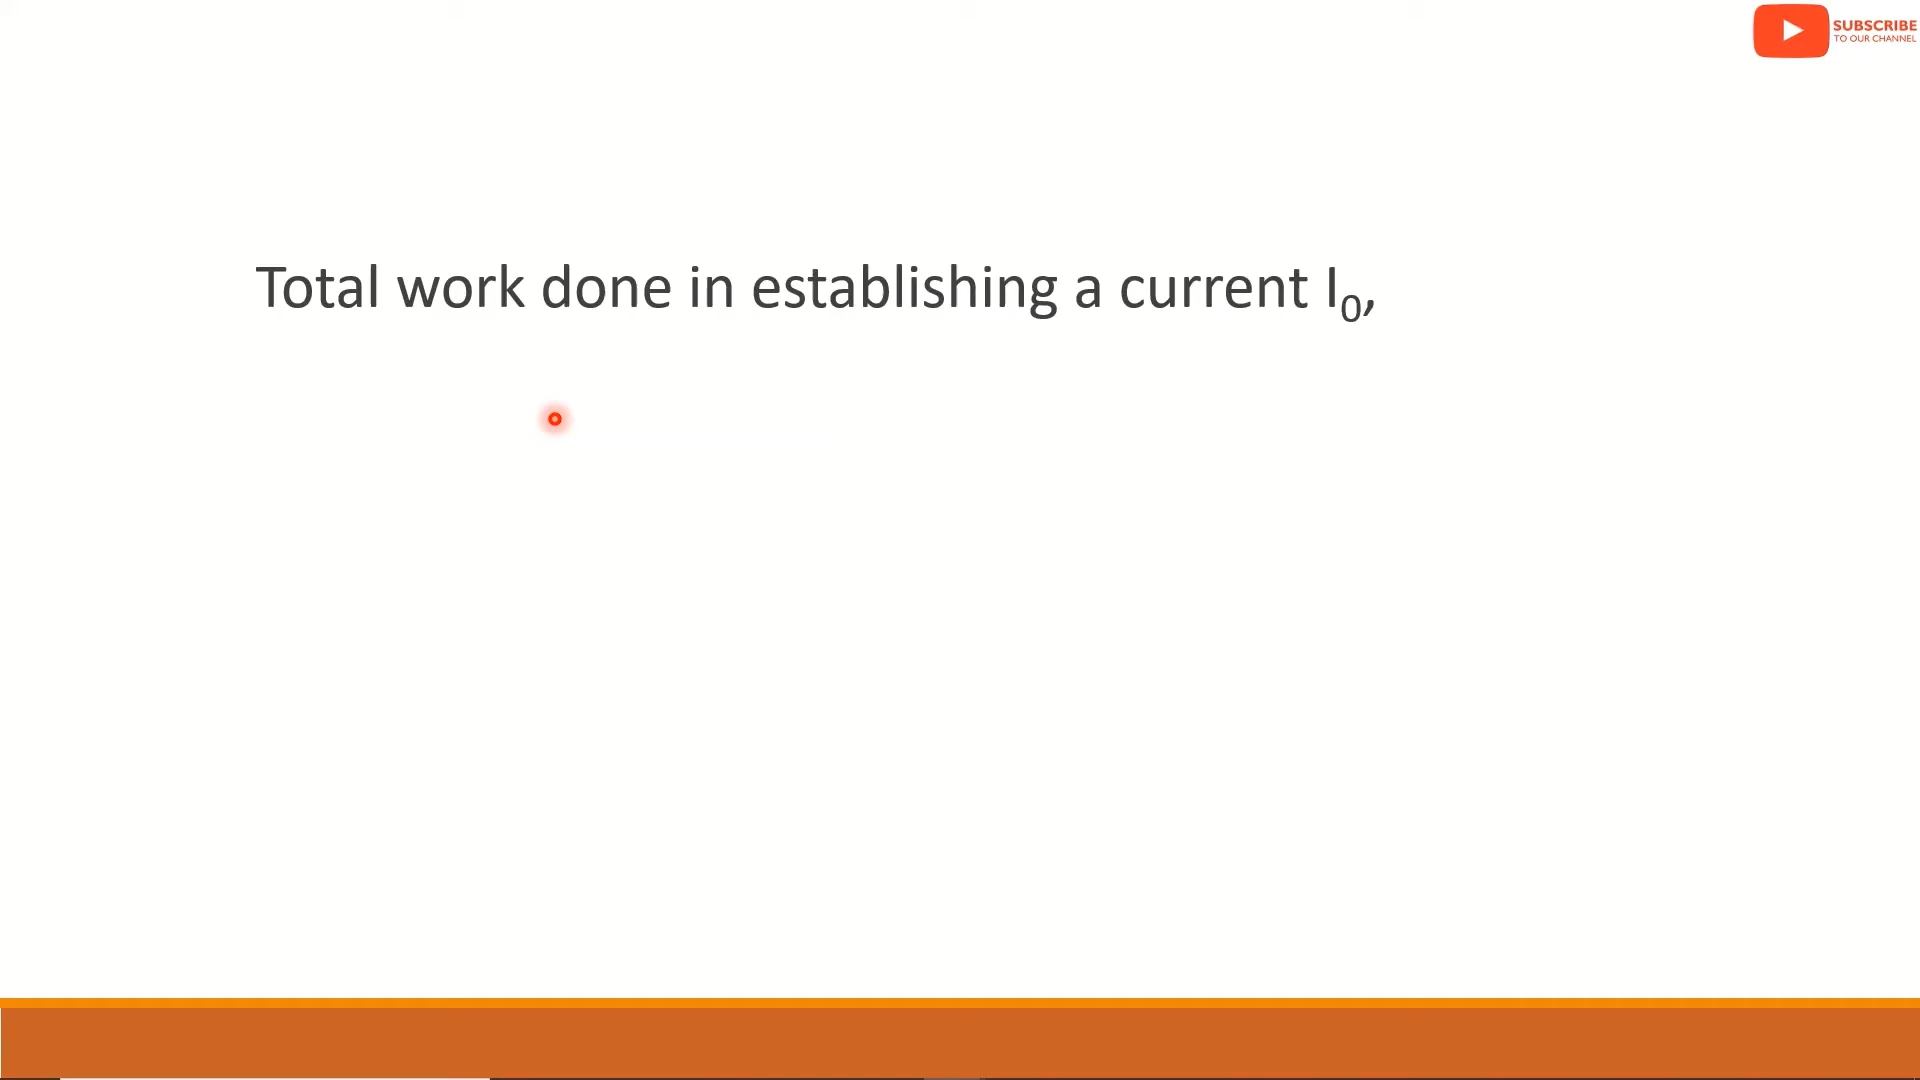 SUBSCRIBE
TO OUR CHANNEL
Total work done in establishing a current I₀,